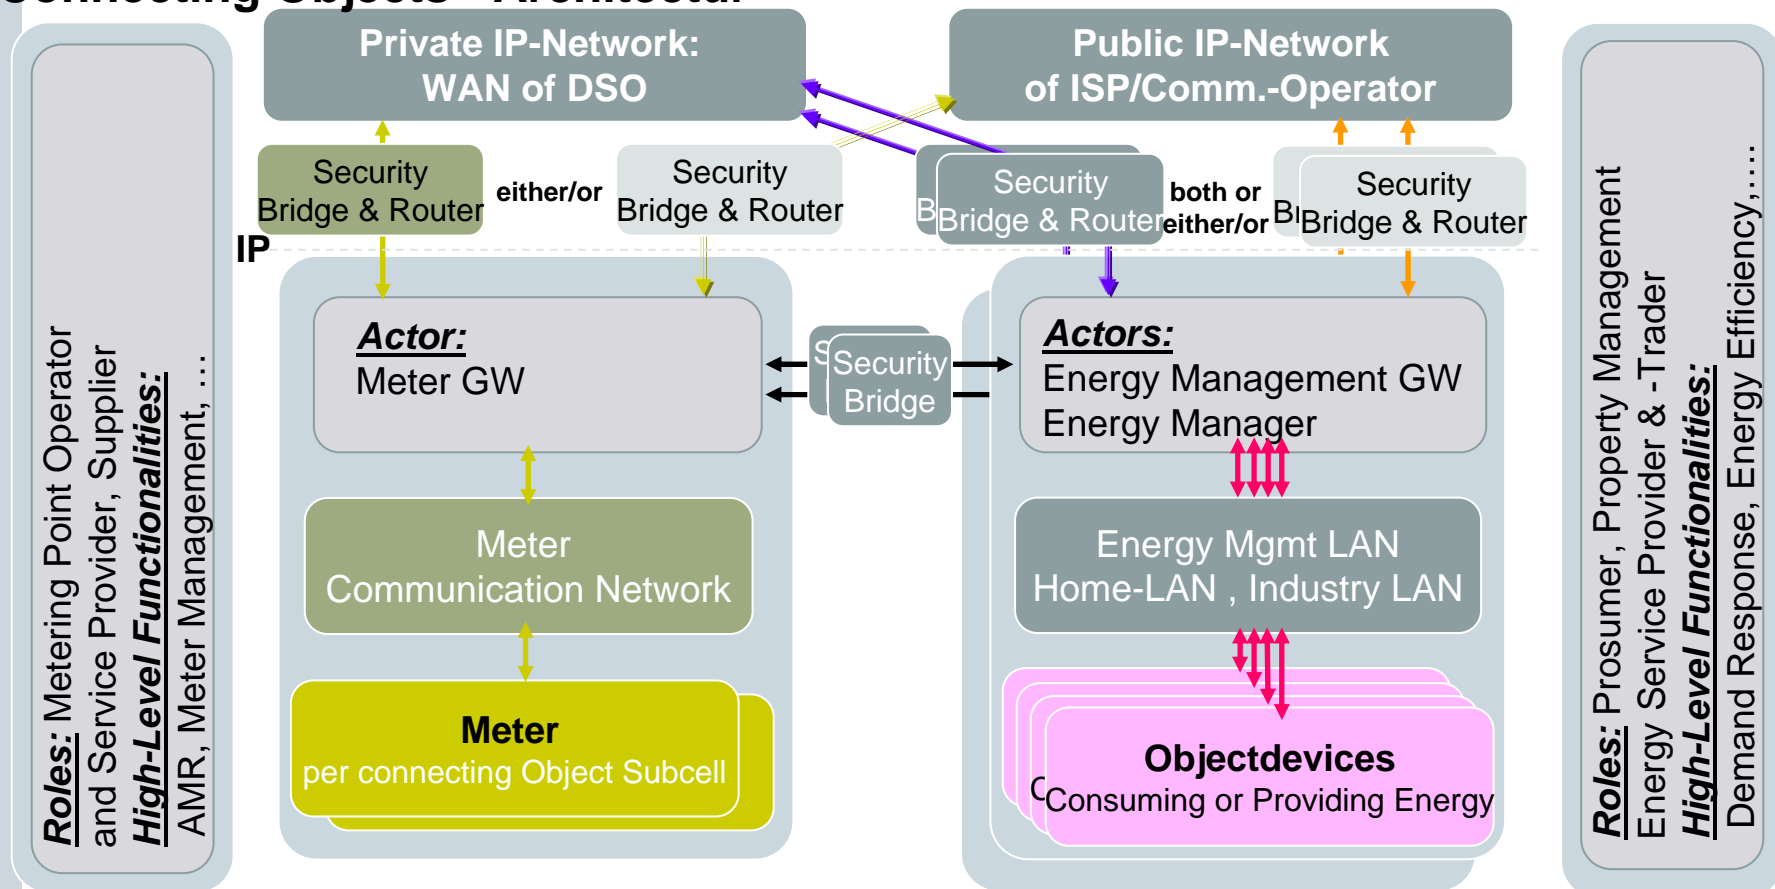 Connecting Objects - Architectur
Private IP-Network:
WAN of DSO
Public IP-Network
of ISP/Comm.-Operator
Security
Bridge & Router
either/or
Security
Bridge & Router
Security
Bridge & Router
both or
either/or
Security
Bridge & Router
IP
Actor:
Meter GW
Security
Bridge
Actors:
Energy Management GW
Energy Manager
Meter
Communication Network
Energy Mgmt LAN
Home-LAN , Industry LAN
Meter
per connecting Object Subcell
Objectdevices
Consuming or Providing Energy
Roles: Metering Point Operator
and Service Provider, Supplier
High-Level Functionalities:
AMR, Meter Management, ...
Roles: Prosumer, Property Management
Energy Service Provider & -Trader
High-Level Functionalities:
Demand Response, Energy Efficiency,....